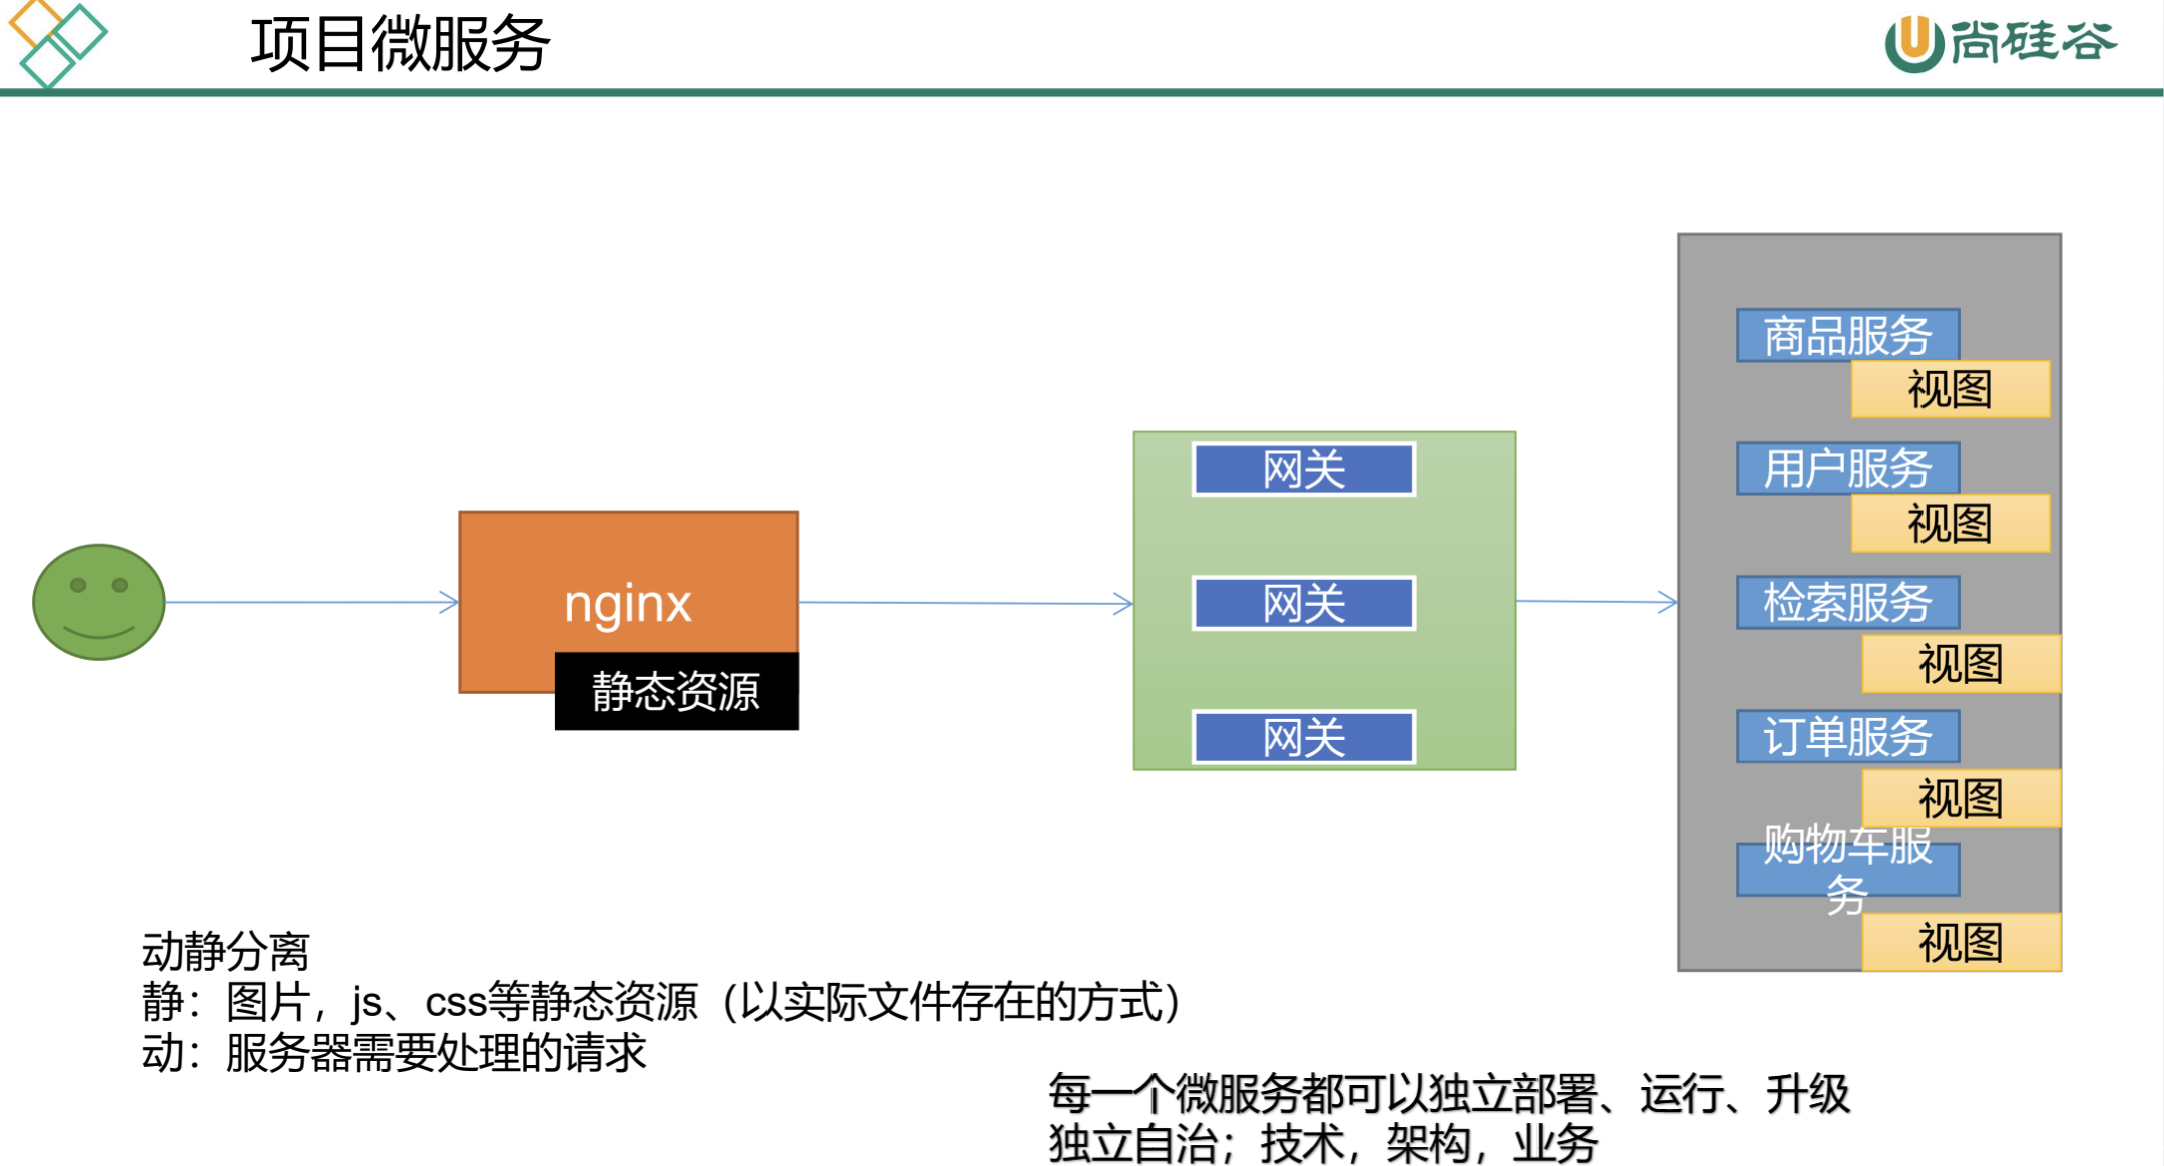 项目微服务
尚硅谷
nginx
静态资源
网关
网关
网关
商品服务
视图
用户服务
视图
检索服务
视图
订单服务
视图
购物车服
务
视图
动静分离
静：图片，js、css等静态资源（以实际文件存在的方式）
动：服务器需要处理的请求
每一个微服务都可以独立部署、运行、升级
独立自治；技术，架构，业务